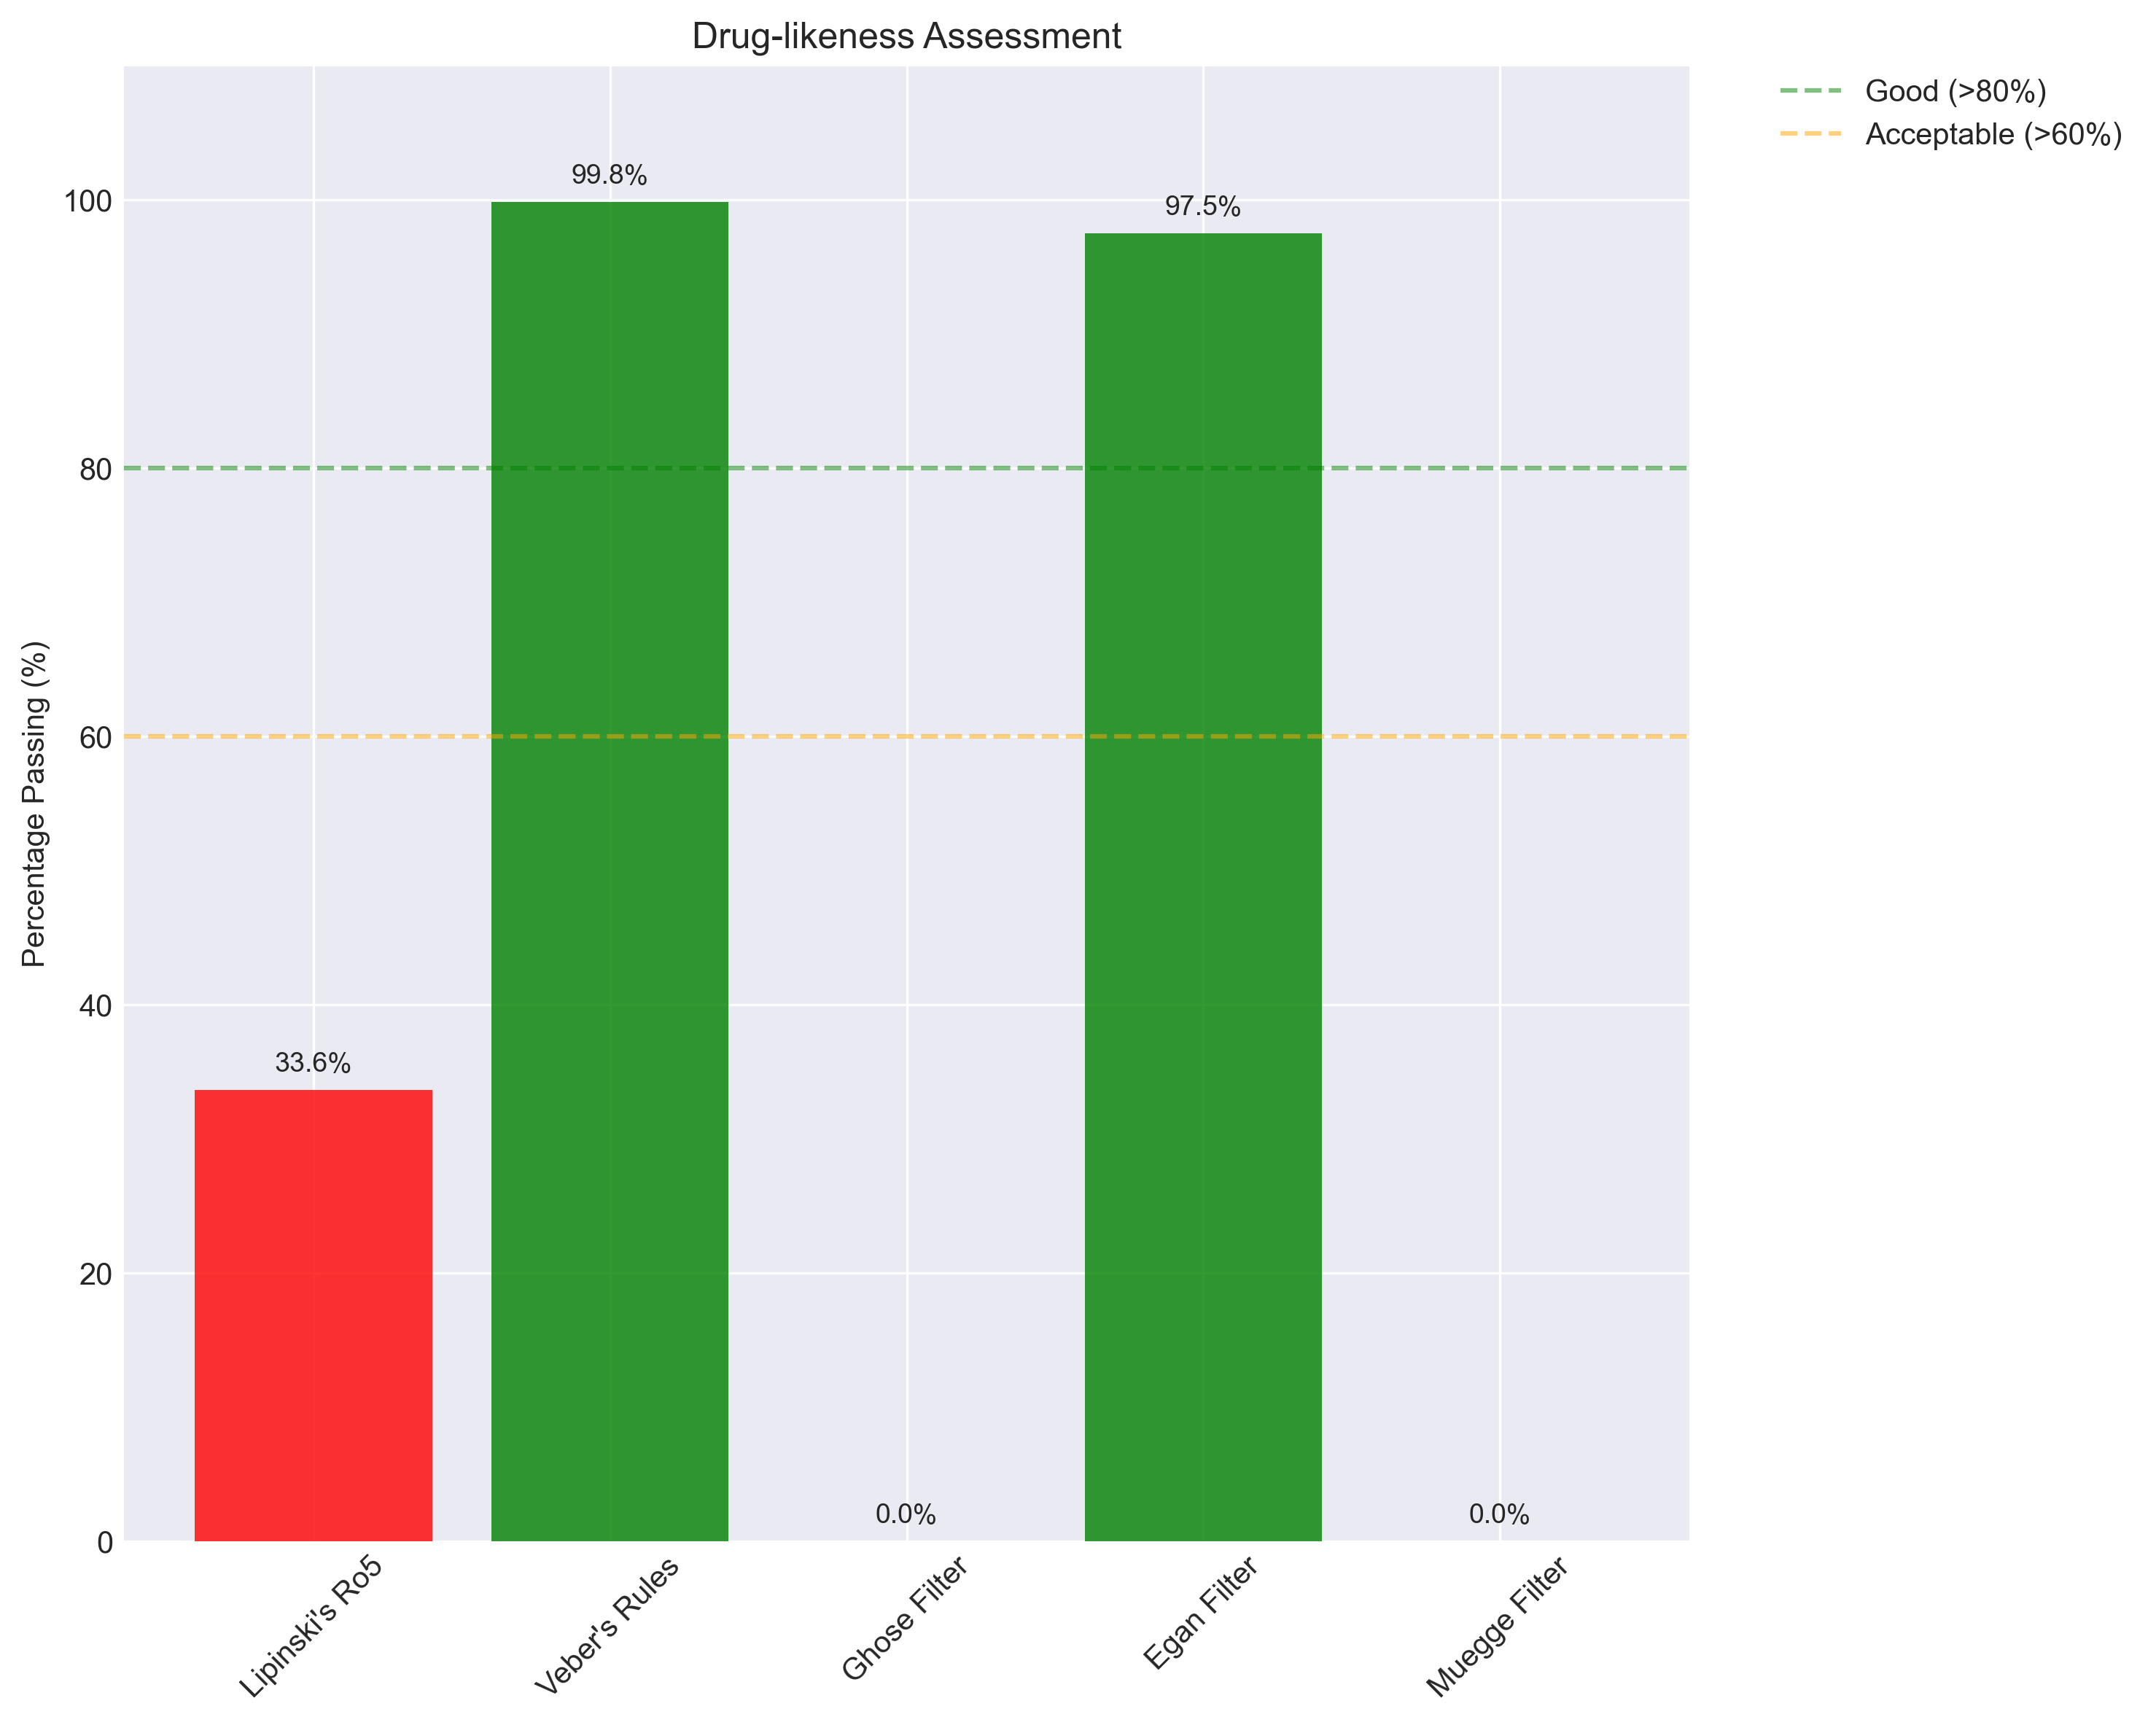 Drug-likeness Assessment
Good (>80%)
Acceptable (>60%)
Percentage Passing (%)
100
80
60
40
20
0
33.6%
99.8%
0.0%
97.5%
0.0%
Lipinski's Ro5
Veber's Rules
Ghose Filter
Egan Filter
Muegge Filter